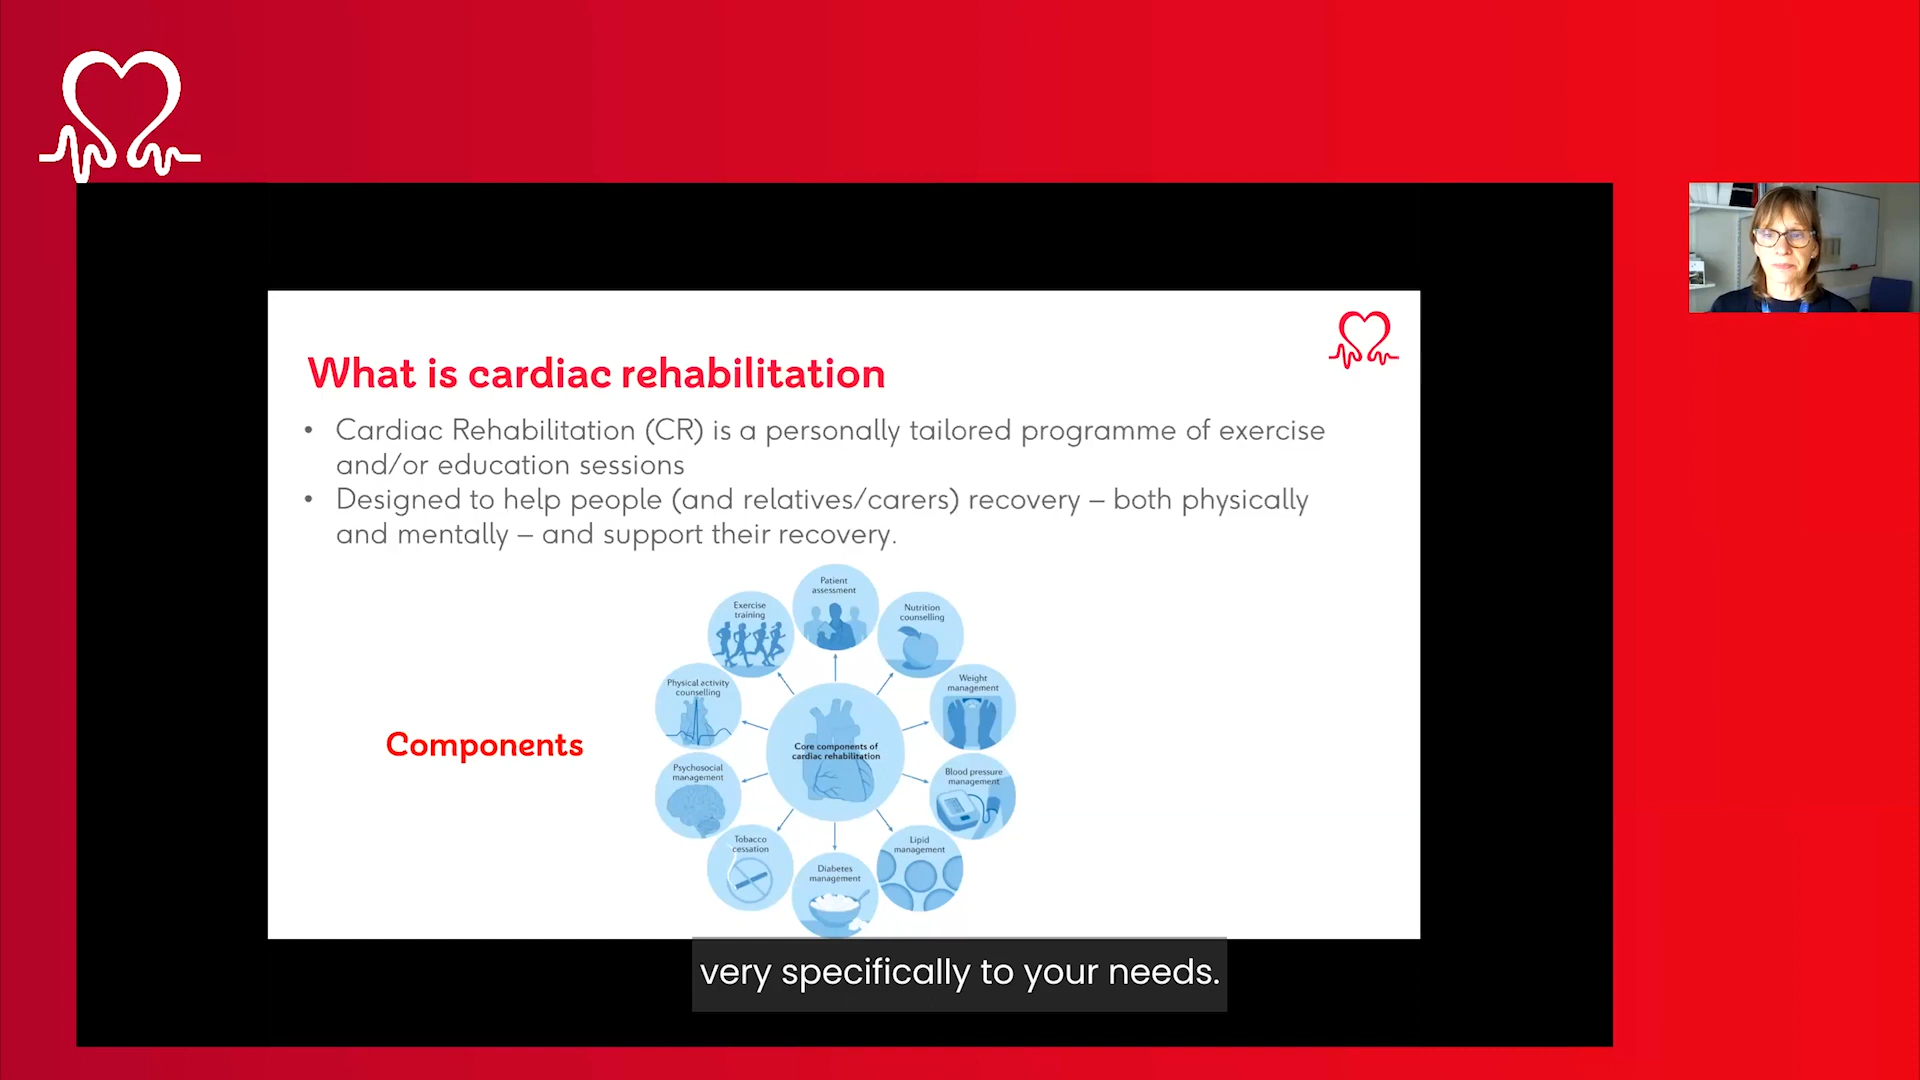 What is cardiac rehabilitation
• Cardiac Rehabilitation (CR) is a personally tailored programme of exercise
and/or education sessions
• Designed to help people (and relatives/carers) recovery – both physically
and mentally – and support their recovery.
Components
Patient
assessment
Nutrition
counselling
Weight
management
Blood pressure
management
Lipid
management
Diabetes
management
Tobacco
cessation
Psychosocial
management
Physical activity
counselling
Exercise
training
Core components of
cardiac rehabilitation
very specifically to your needs.